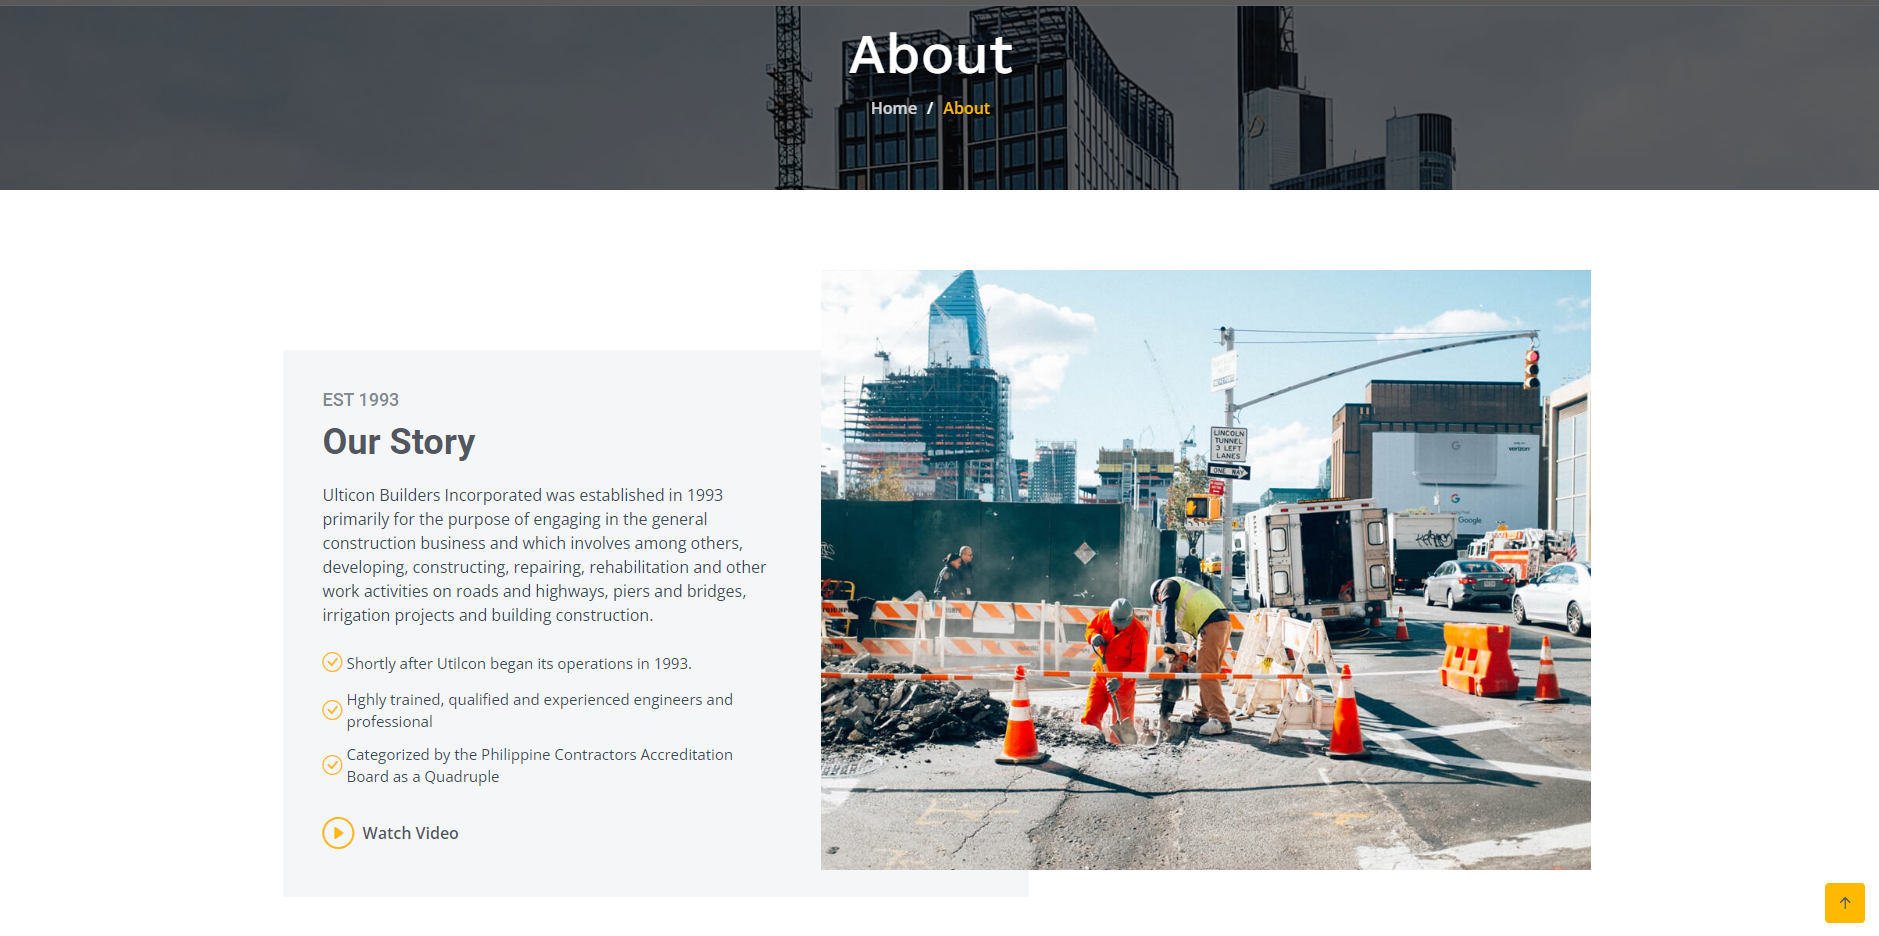 About
Home / About
EST 1993
Our Story
Ulticon Builders Incorporated was established in 1993
primarily for the purpose of engaging in the general
construction business and which involves among others,
developing, constructing, repairing, rehabilitation and other
work activities on roads and highways, piers and bridges,
irrigation projects and building construction.
Shortly after Utilcon began its operations in 1993.
Hghly trained, qualified and experienced engineers and
professional
Categorized by the Philippine Contractors Accreditation
Board as a Quadruple
Watch Video
LINCOLN
TUNNEL
3 LEFT
LANES
ONE WAY
verizon
G
G
Google